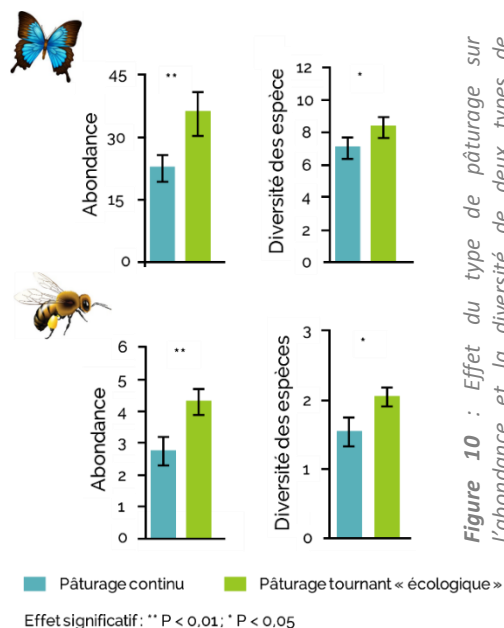 45
30
15
0
Abondance
**
12
10
8
6
4
2
0
Diversité des espèce
*
6
5
4
3
2
1
0
Abondance
**
3
2
1
0
Diversité des espèces
*
Figure 10 : Effet du type de pâturage sur
l'abondance et la diversité de deux types de
Pâturage continu
Pâturage tournant « écologique »
Effet significatif : ** P < 0,01 ; * P < 0,05